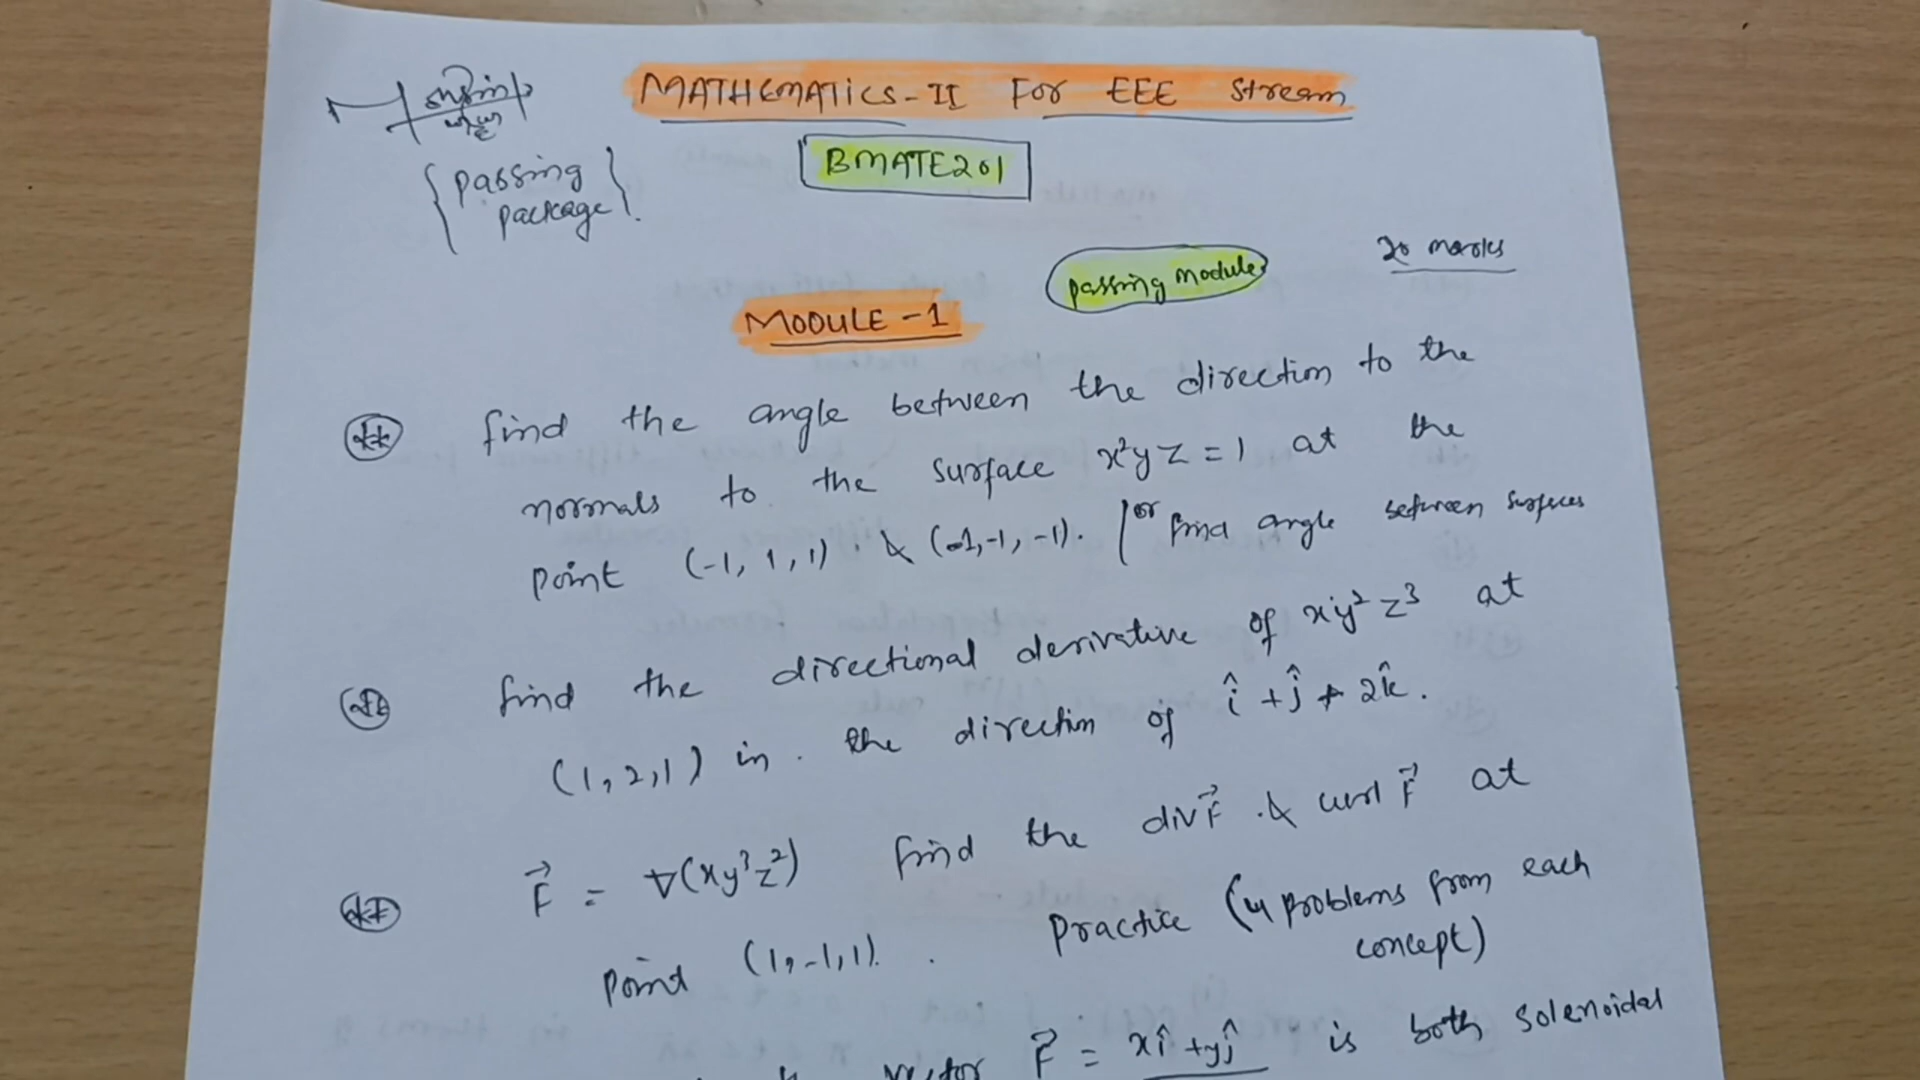 MATHEMATICS-II For EEE Stream
BMATE201
{passing
package}.
passing module
20 marks
MODULE-1
find the angle between the direction to the
normals to the surface x²yz=1 at the
point (-1, 1, 1) & (-1,-1,-1). | or find angle between surfaces
find the directional derivative of xy²z³ at
(1,2,1) in the direction of î + ĵ + 2k̂.
F⃗ = ∇(xy³z²) find the div F⃗ & curl F⃗ at
point (1,-1,1). Practice (4 problems from each
concept)
vector F⃗ = xî+yĵ is both solenoidal